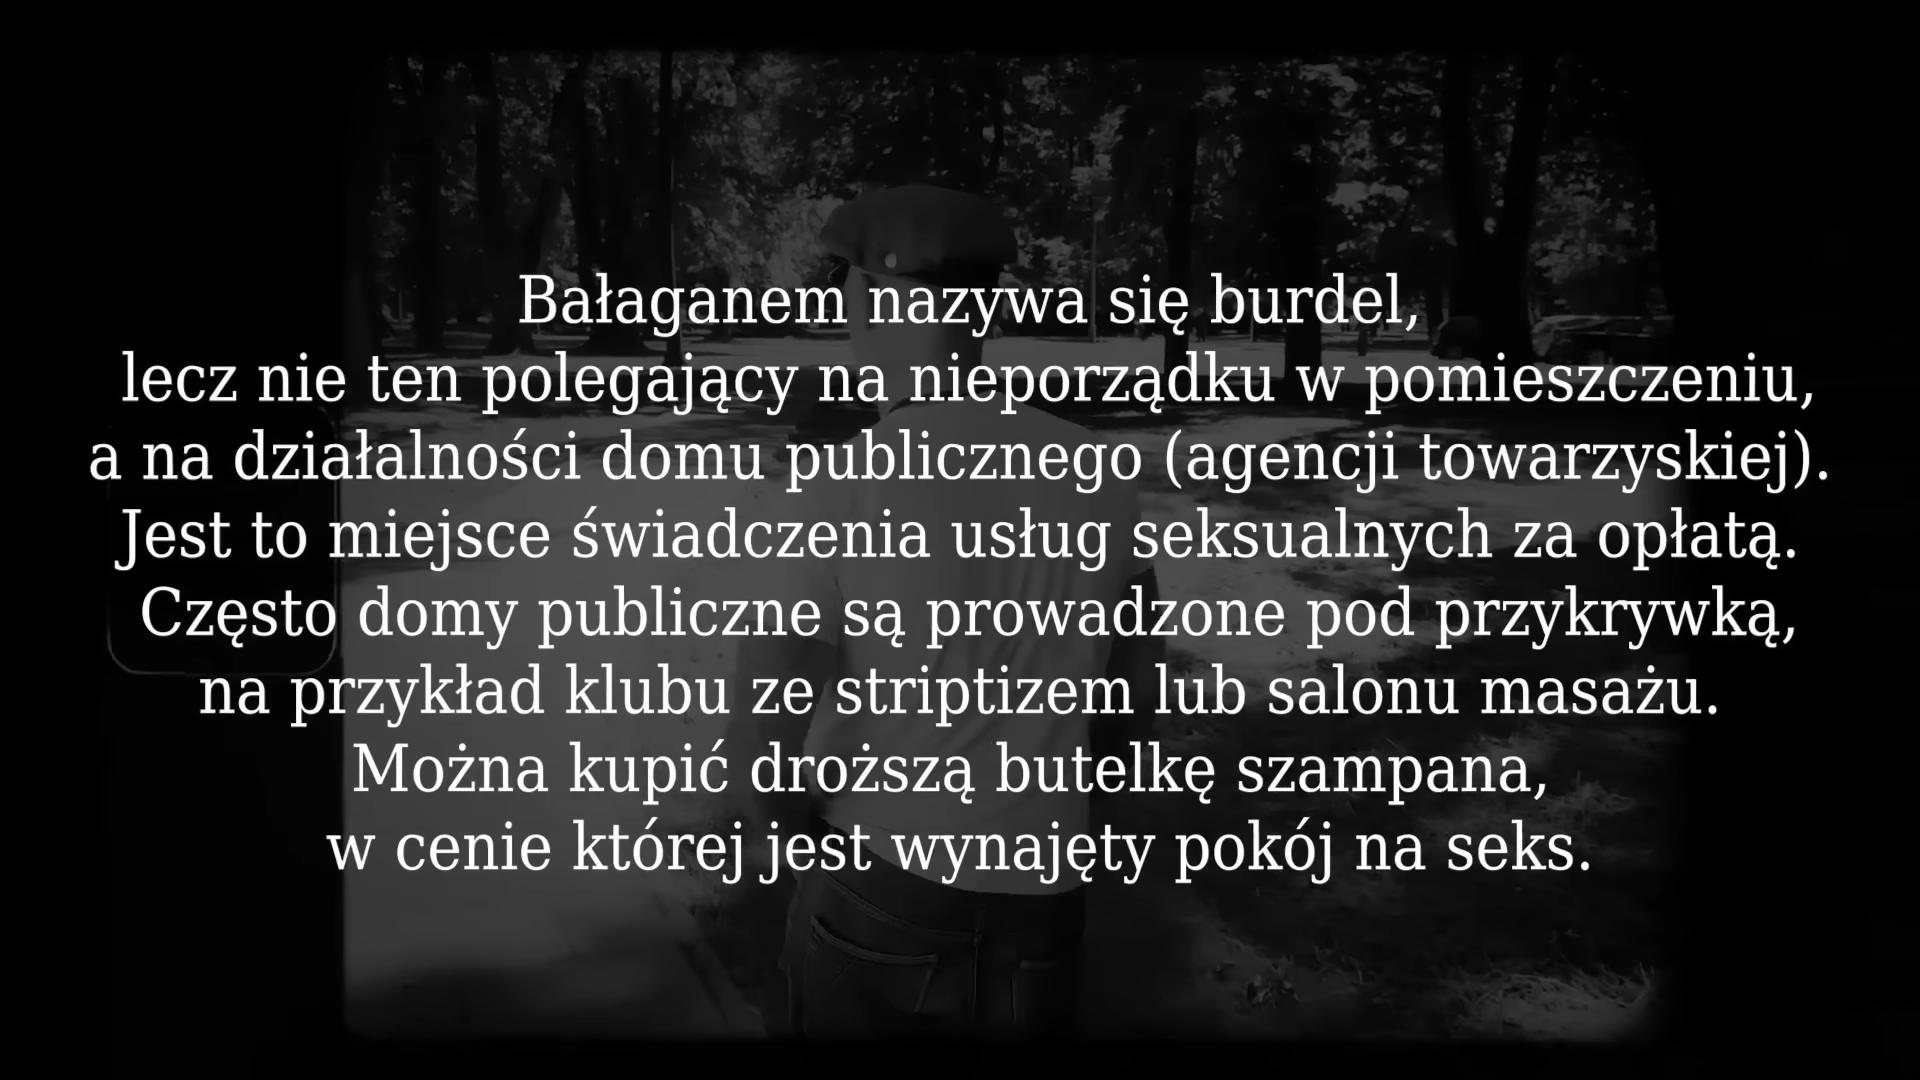 Bałaganem nazywa się burdel,
lecz nie ten polegający na nieporządku w pomieszczeniu,
a na działalności domu publicznego (agencji towarzyskiej).
Jest to miejsce świadczenia usług seksualnych za opłatą.
Często domy publiczne są prowadzone pod przykrywką,
na przykład klubu ze striptizem lub salonu masażu.
Można kupić droższą butelkę szampana,
w cenie której jest wynajęty pokój na seks.